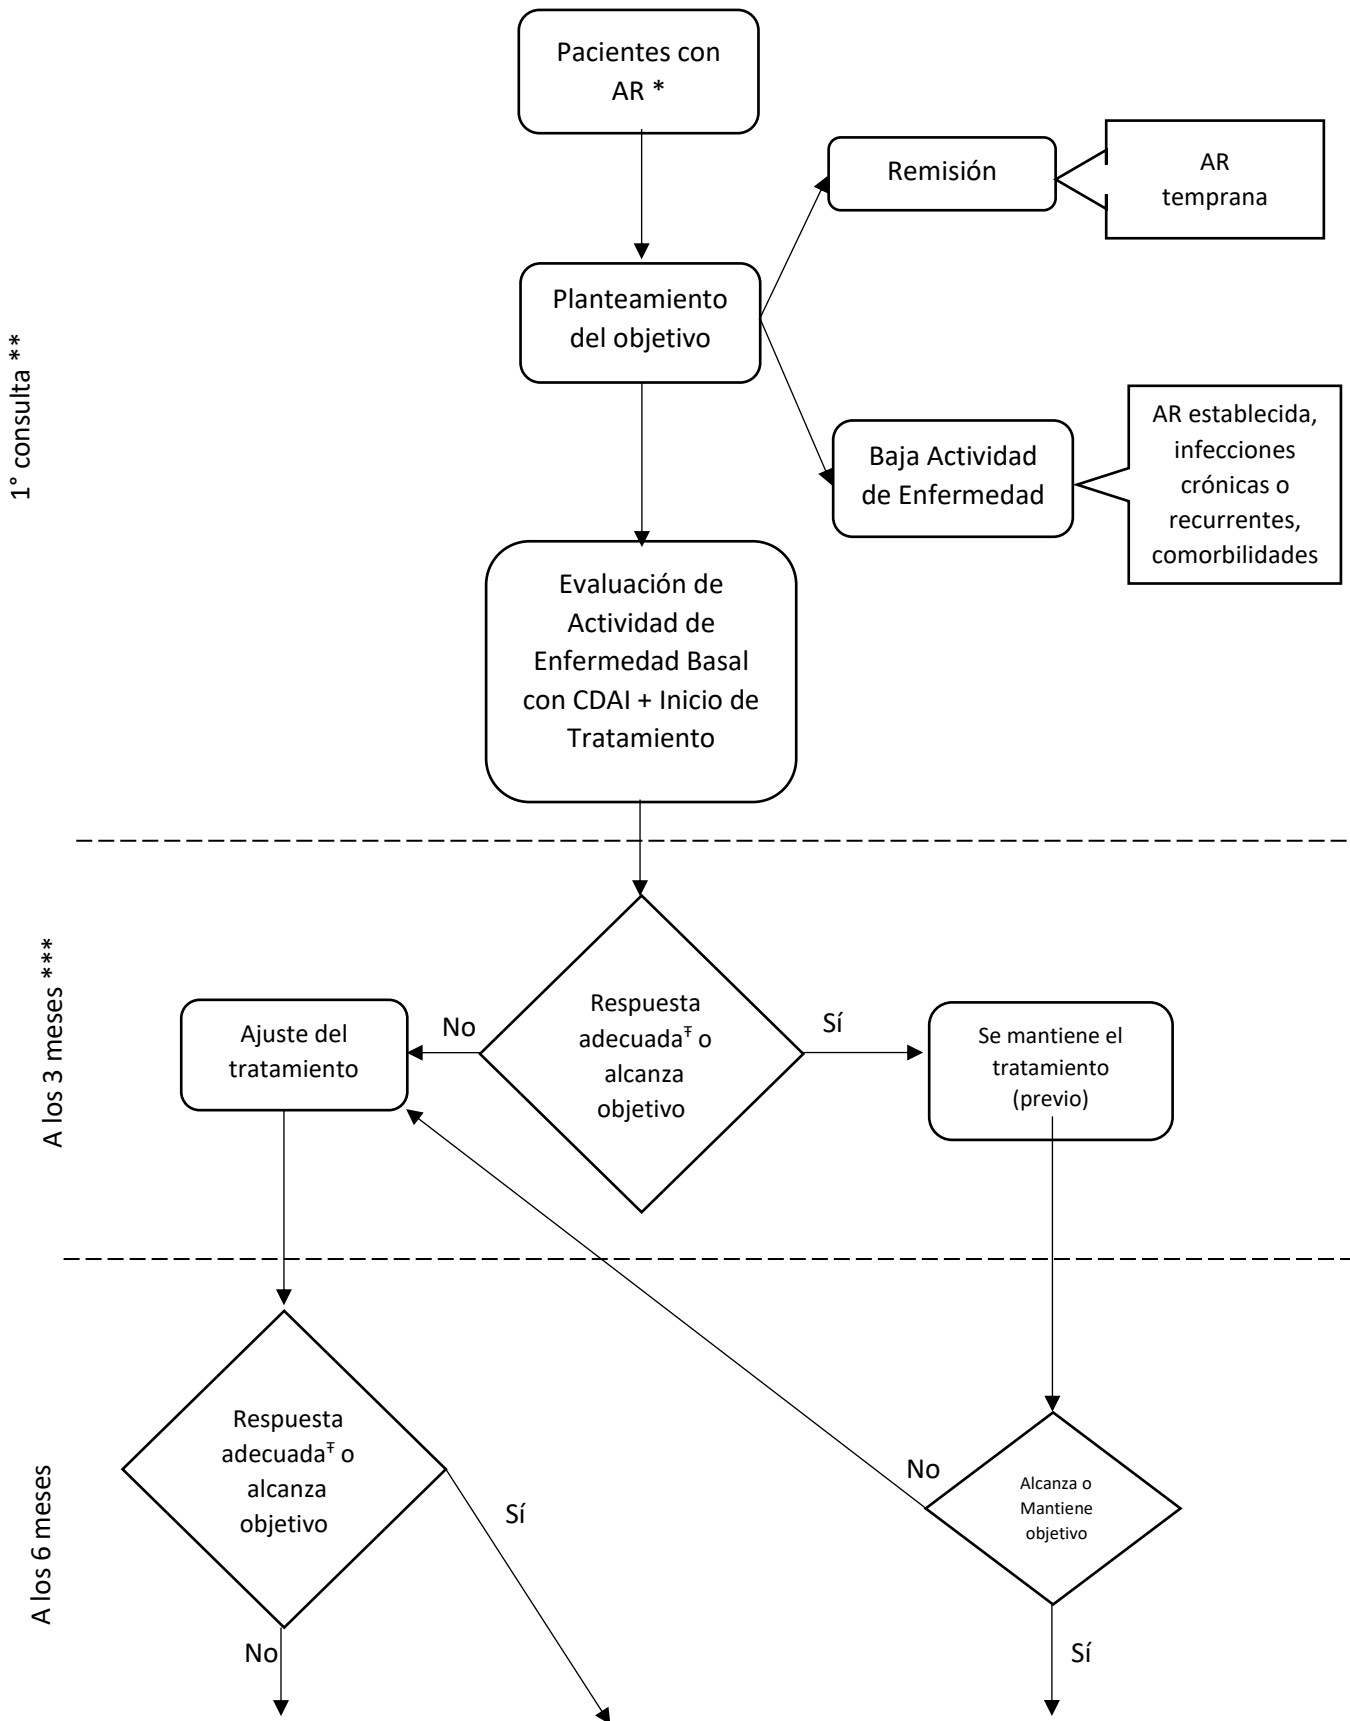 Pacientes con
AR *
Remisión
AR
temprana
Planteamiento
del objetivo
1° consulta **
Baja Actividad
de Enfermedad
AR establecida,
infecciones
crónicas o
recurrentes,
comorbilidades
Evaluación de
Actividad de
Enfermedad Basal
con CDAI + Inicio de
Tratamiento
A los 3 meses ***
Ajuste del
tratamiento
No
Respuesta
adecuada^Ŧ o
alcanza
objetivo
Sí
Se mantiene el
tratamiento
(previo)
A los 6 meses
Respuesta
adecuada^Ŧ o
alcanza
objetivo
Sí
No
No
Alcanza o
Mantiene
objetivo
Sí